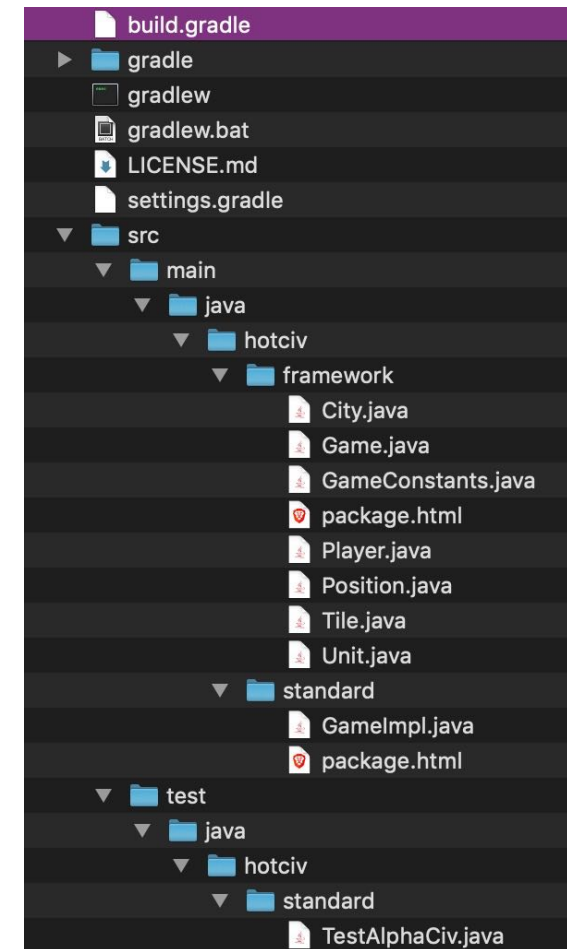 build.gradle
gradle
gradlew
gradlew.bat
LICENSE.md
settings.gradle
src
main
java
hotciv
framework
City.java
Game.java
GameConstants.java
package.html
Player.java
Position.java
Tile.java
Unit.java
standard
GameImpl.java
package.html
test
java
hotciv
standard
TestAlphaCiv.java